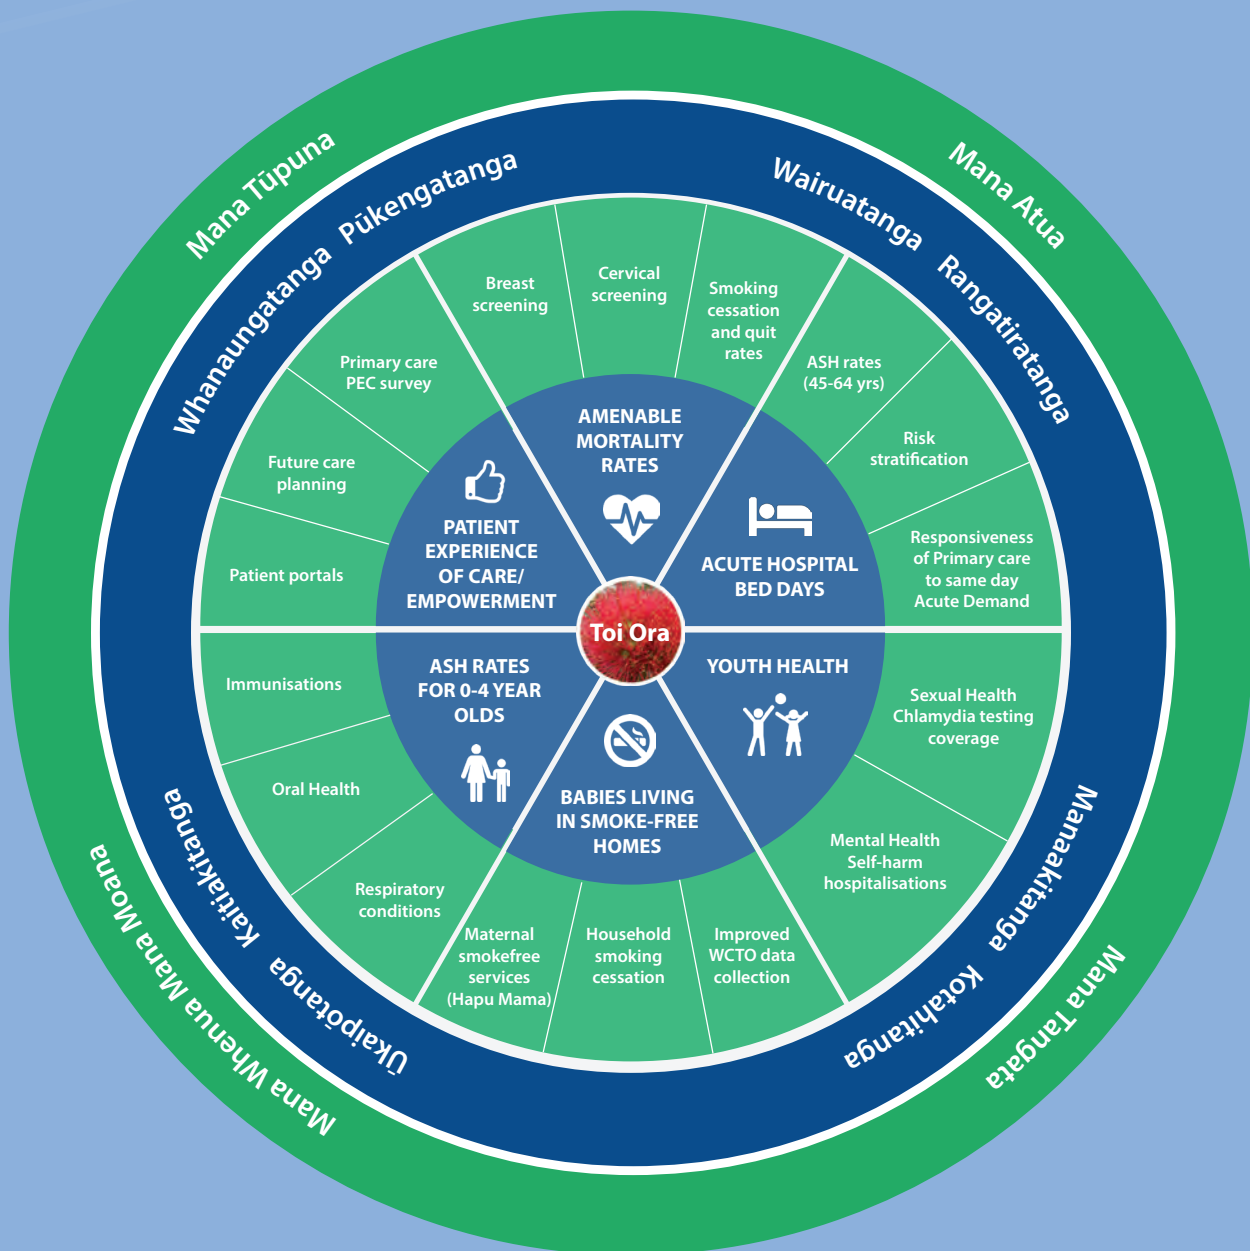 Mana Tūpuna
Mana Atua
Mana Tangata
Mana Whenua Mana Moana
Whanaungatanga
Pūkengatanga
Wairuatanga
Rangatiratanga
Manaakitanga
Kotahitanga
Ūkaipōtanga
Kaitiakitanga
Breast
screening
Cervical
screening
Smoking
cessation
and quit
rates
ASH rates
(45-64 yrs)
Risk
stratification
Responsiveness
of Primary care
to same day
Acute Demand
Sexual Health
Chlamydia testing
coverage
Mental Health
Self-harm
hospitalisations
Improved
WCTO data
collection
Household
smoking
cessation
Maternal
smokefree
services
(Hapu Mama)
Respiratory
conditions
Oral Health
Immunisations
Patient portals
Future care
planning
Primary care
PEC survey
AMENABLE
MORTALITY
RATES
ACUTE HOSPITAL
BED DAYS
YOUTH HEALTH
BABIES LIVING
IN SMOKE-FREE
HOMES
ASH RATES
FOR 0-4 YEAR
OLDS
PATIENT
EXPERIENCE
OF CARE/
EMPOWERMENT
Toi Ora